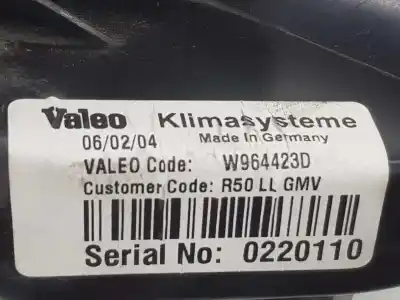 Valeo Klimasysteme
06/02/04 Made in Germany
VALEO Code: W964423D
Customer Code: R50 LL GMV
Serial No: 0220110